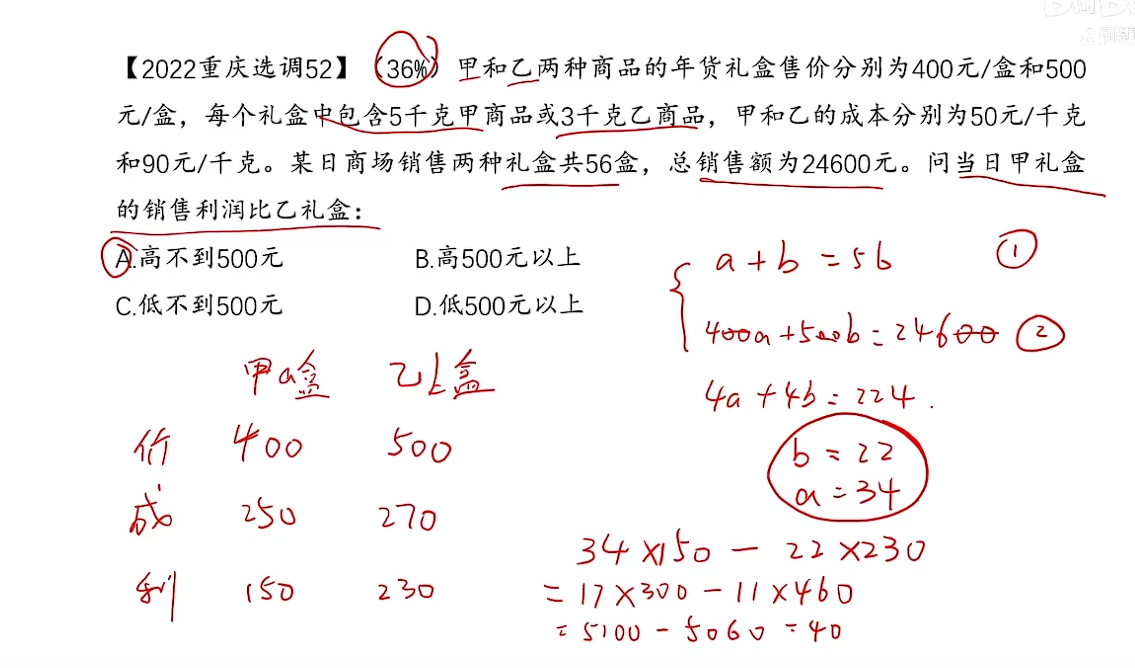 【2022重庆选调52】（36%）甲和乙两种商品的年货礼盒售价分别为400元/盒和500
元/盒，每个礼盒中包含5千克甲商品或3千克乙商品，甲和乙的成本分别为50元/千克
和90元/千克。某日商场销售两种礼盒共56盒，总销售额为24600元。问当日甲礼盒
的销售利润比乙礼盒：
A.高不到500元 B.高500元以上
C.低不到500元 D.低500元以上
a + b = 56 ①
400a + 500b = 24600 ②
4a + 4b = 224.
b = 22
a = 34
甲a盒 乙b盒
价 400 500
成 250 270
利 150 230
34×150 - 22×230
= 17×300 - 11×460
= 5100 - 5060 = 40